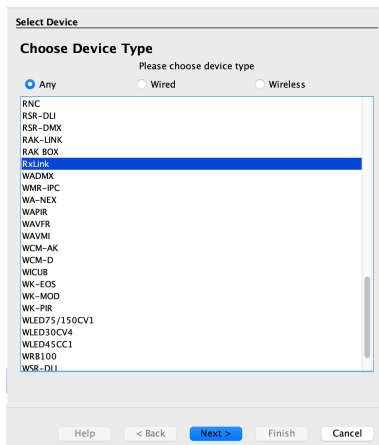 Select Device
Choose Device Type
Please choose device type
Any Wired Wireless
RNC
RSR-DLI
RSR-DMX
RAK-LINK
RAK BOX
RxLink
WADMX
WMR-IPC
WA-NEX
WAPIR
WAVFR
WAVMI
WCM-AK
WCM-D
WICUB
WK-EOS
WK-MOD
WK-PIR
WLED75/150CV1
WLED30CV4
WLED45CC1
WRB100
WSR-DLI
Help < Back Next > Finish Cancel